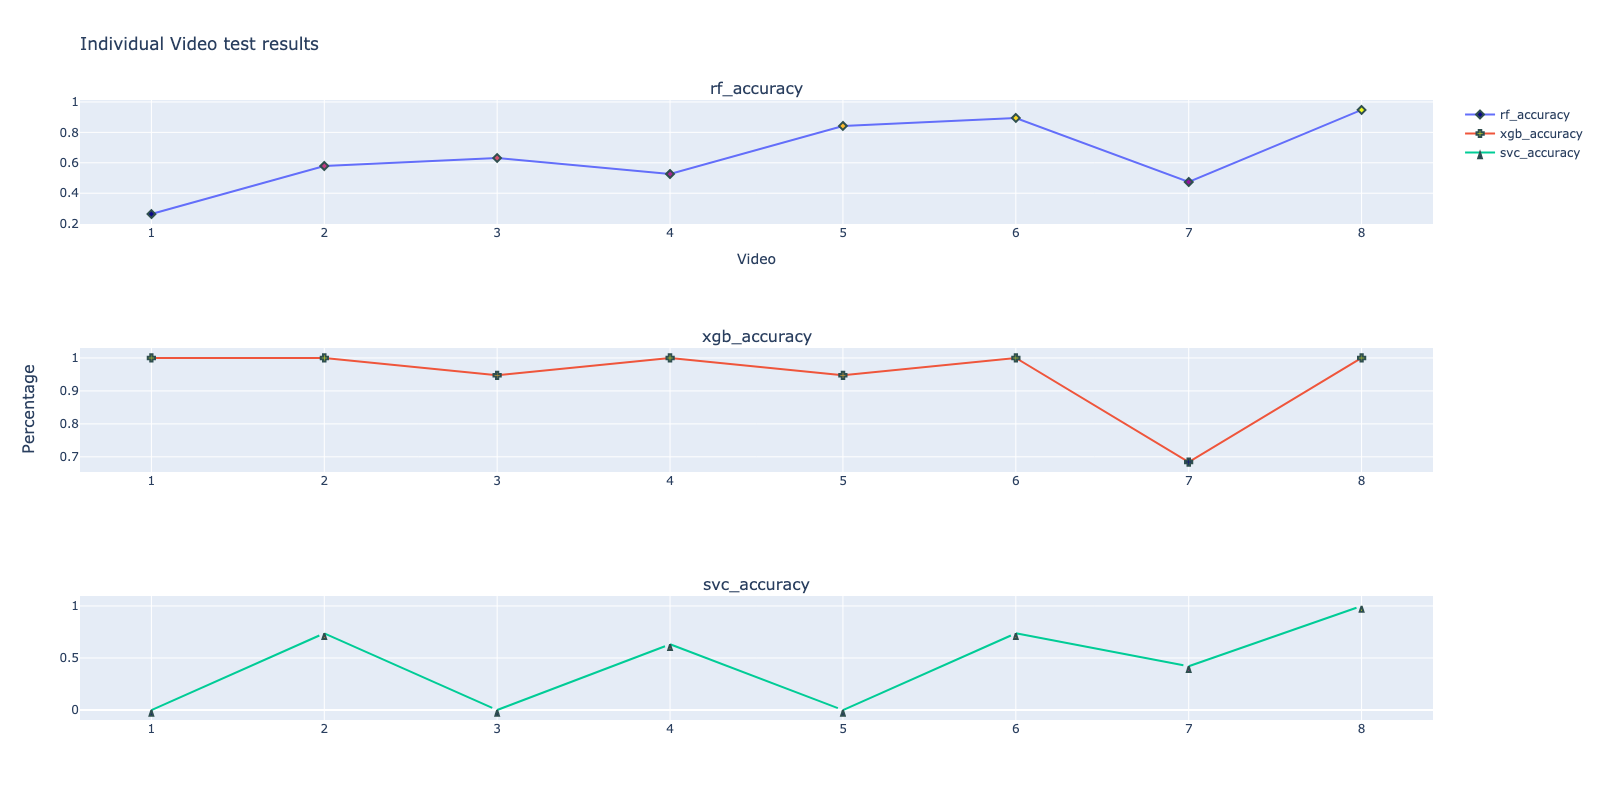 Individual Video test results
rf_accuracy
1
0.8
0.6
0.4
0.2
1 2 3 4 5 6 7 8
Video
rf_accuracy
xgb_accuracy
svc_accuracy
xgb_accuracy
1
0.9
0.8
0.7
1 2 3 4 5 6 7 8
Percentage
svc_accuracy
1
0.5
0
1 2 3 4 5 6 7 8